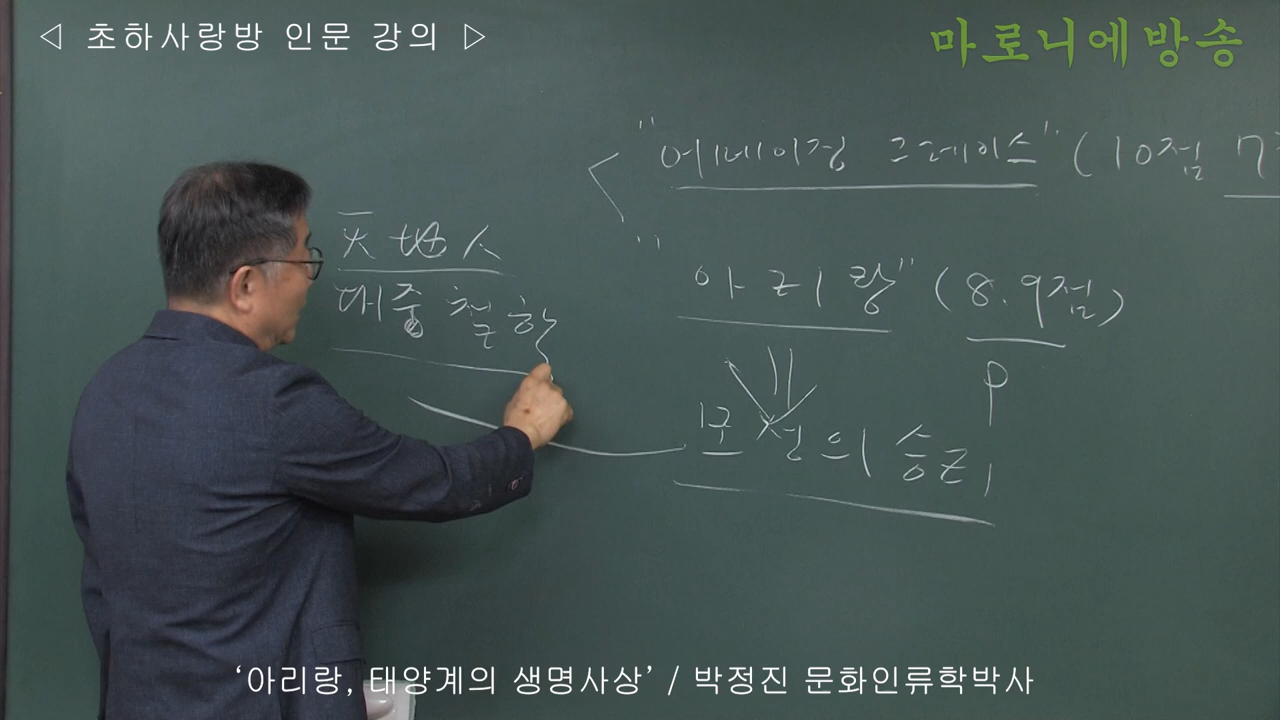 ◁ 초하사랑방 인문 강의 ▷
마로니에방송
"어메이징 그레이스" (10점
天地人
"아리랑" (8.9점)
대중철학
P
모정의 승리
‘아리랑, 태양계의 생명사상’ / 박정진 문화인류학박사